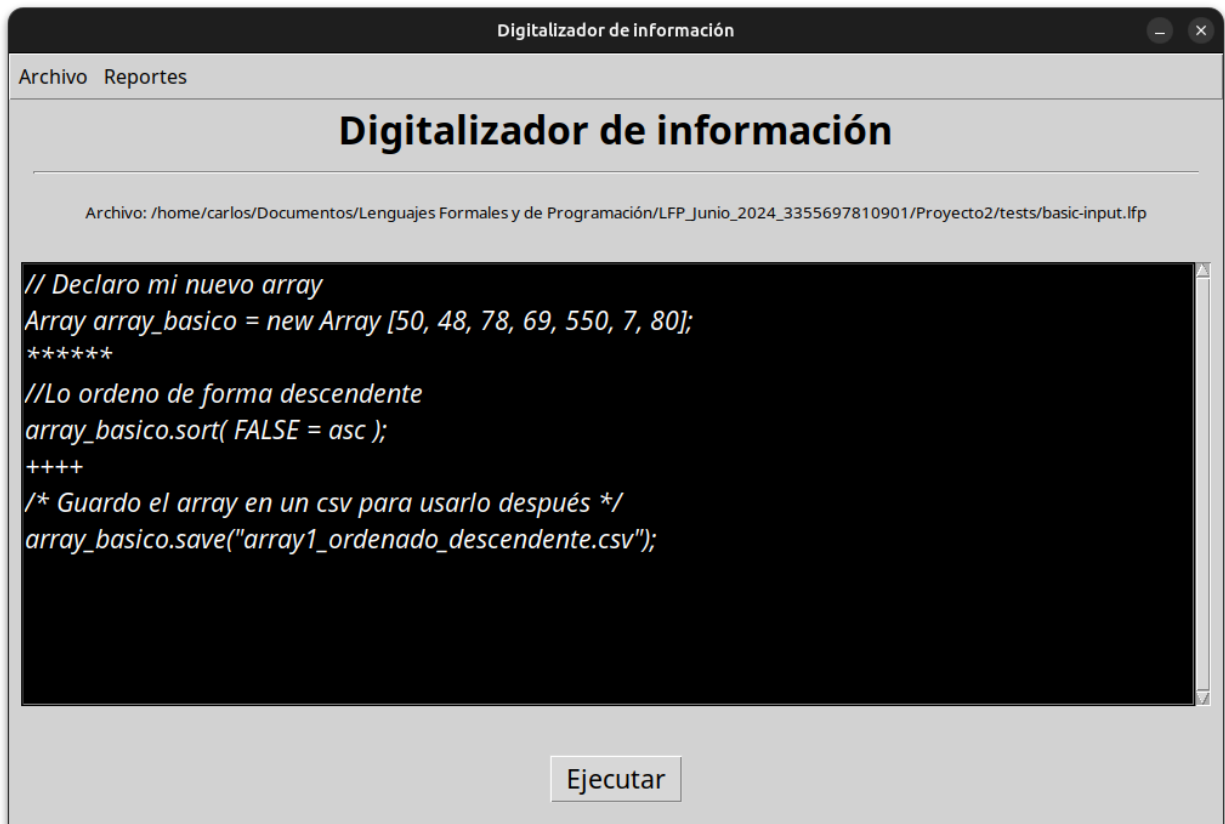 Digitalizador de información
Archivo Reportes
Digitalizador de información
Archivo: /home/carlos/Documentos/Lenguajes Formales y de Programación/LFP_Junio_2024_3355697810901/Proyecto2/tests/basic-input.lfp
// Declaro mi nuevo array
Array array_basico = new Array [50, 48, 78, 69, 550, 7, 80];
******
//Lo ordeno de forma descendente
array_basico.sort( FALSE = asc );
++++
/* Guardo el array en un csv para usarlo después */
array_basico.save("array1_ordenado_descendente.csv");
Ejecutar